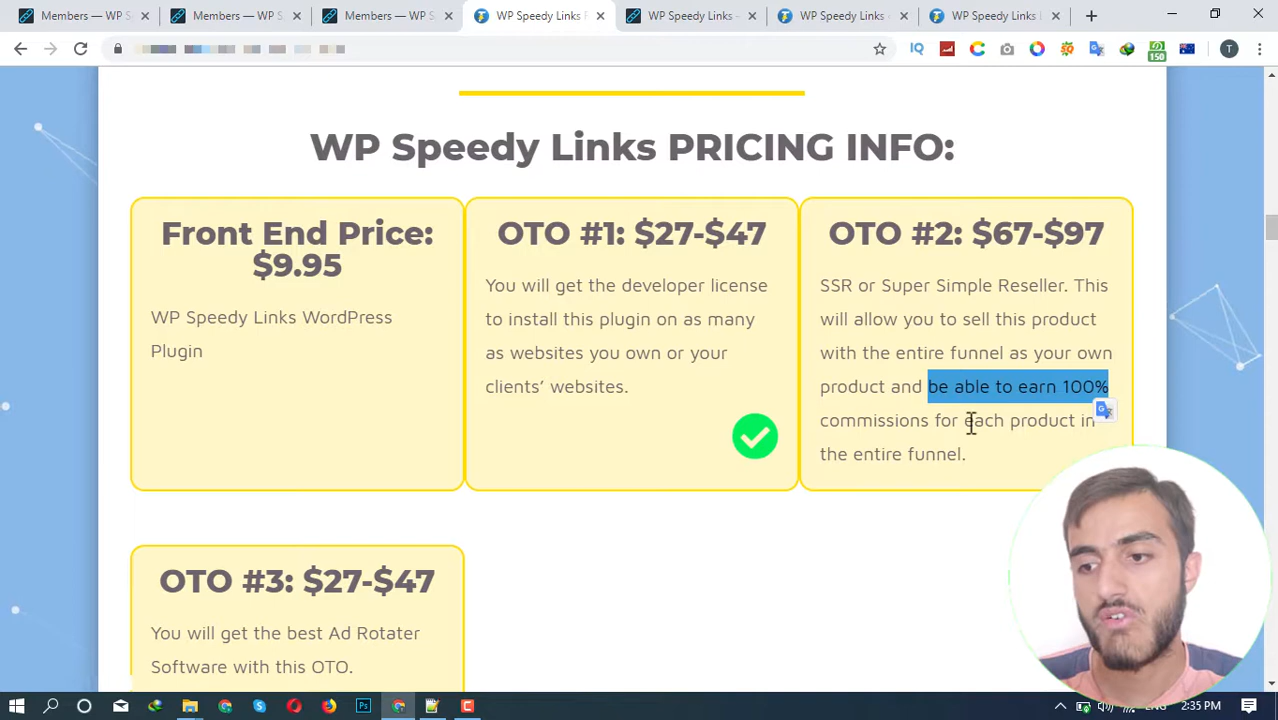 Members — WP Speedy
Members — WP Speedy
Members — WP Speedy
WP Speedy Links
WP Speedy Links -
WP Speedy Links
WP Speedy Links
IQ
T
150
WP Speedy Links PRICING INFO:
Front End Price:
$9.95
WP Speedy Links WordPress
Plugin
OTO #1: $27-$47
You will get the developer license
to install this plugin on as many
as websites you own or your
clients’ websites.
OTO #2: $67-$97
SSR or Super Simple Reseller. This
will allow you to sell this product
with the entire funnel as your own
product and be able to earn 100%
commissions for each product in
the entire funnel.
OTO #3: $27-$47
You will get the best Ad Rotater
Software with this OTO.
ENG
2:35 PM